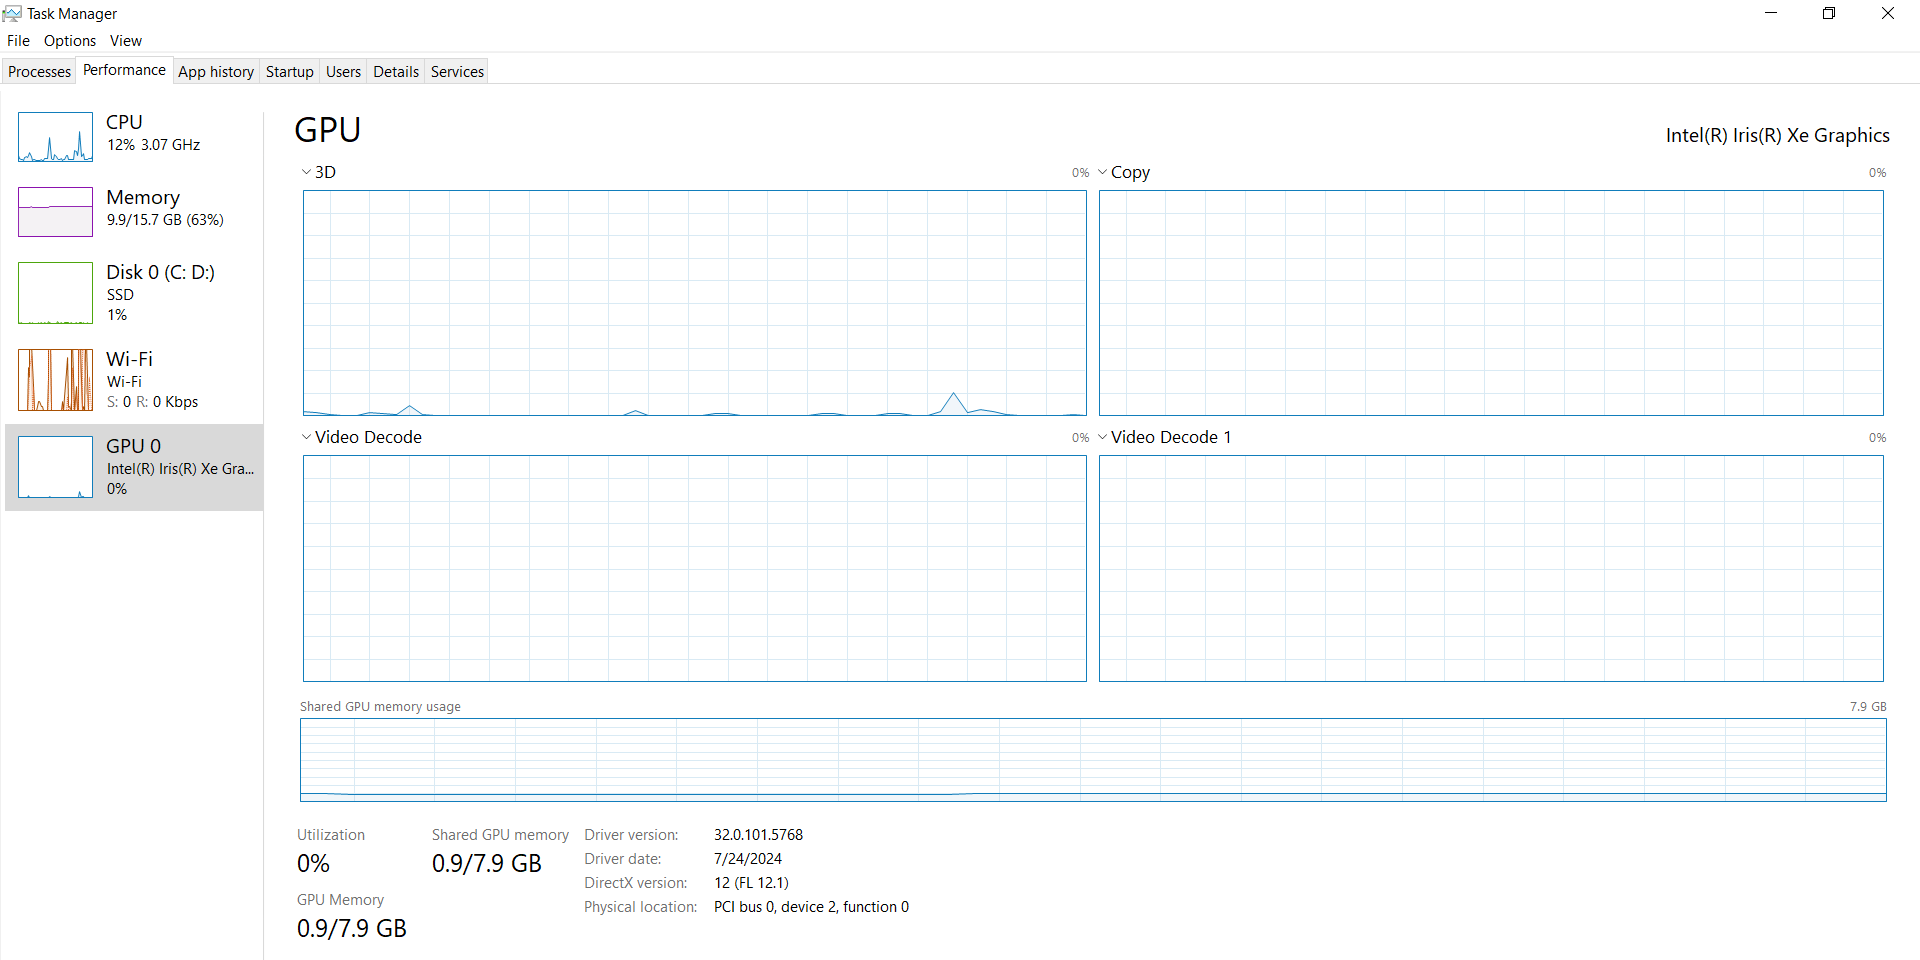 Task Manager
File Options View
Processes Performance App history Startup Users Details Services
CPU
12% 3.07 GHz
Memory
9.9/15.7 GB (63%)
Disk 0 (C: D:)
SSD
1%
Wi-Fi
Wi-Fi
S: 0 R: 0 Kbps
GPU 0
Intel(R) Iris(R) Xe Gra...
0%
GPU
Intel(R) Iris(R) Xe Graphics
3D 0%
Copy 0%
Video Decode 0%
Video Decode 1 0%
Shared GPU memory usage 7.9 GB
Utilization
0%
Shared GPU memory
0.9/7.9 GB
GPU Memory
0.9/7.9 GB
Driver version: 32.0.101.5768
Driver date: 7/24/2024
DirectX version: 12 (FL 12.1)
Physical location: PCI bus 0, device 2, function 0